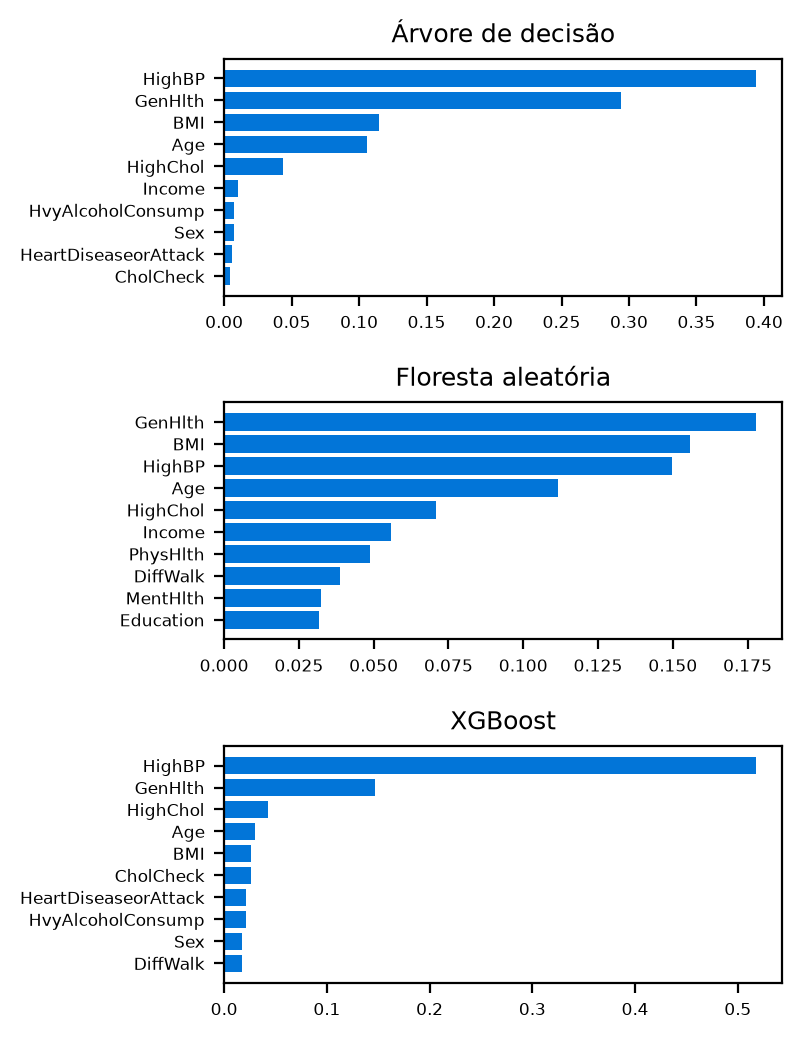 Árvore de decisão
HighBP
GenHlth
BMI
Age
HighChol
Income
HvyAlcoholConsump
Sex
HeartDiseaseorAttack
CholCheck
0.00 0.05 0.10 0.15 0.20 0.25 0.30 0.35 0.40
Floresta aleatória
GenHlth
BMI
HighBP
Age
HighChol
Income
PhysHlth
DiffWalk
MentHlth
Education
0.000 0.025 0.050 0.075 0.100 0.125 0.150 0.175
XGBoost
HighBP
GenHlth
HighChol
Age
BMI
CholCheck
HeartDiseaseorAttack
HvyAlcoholConsump
Sex
DiffWalk
0.0 0.1 0.2 0.3 0.4 0.5